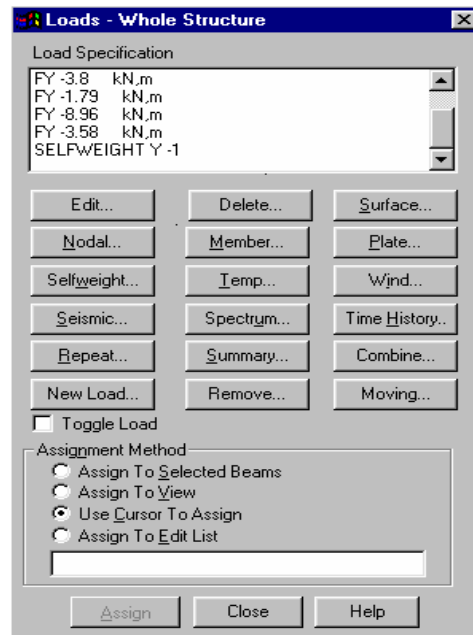 Loads - Whole Structure
Load Specification
FY -3.8 kN,m
FY -1.79 kN,m
FY -8.96 kN,m
FY -3.58 kN,m
SELFWEIGHT Y -1
Edit... Delete... Surface...
Nodal... Member... Plate...
Selfweight... Temp... Wind...
Seismic... Spectrum... Time History..
Repeat... Summary... Combine...
New Load... Remove... Moving...
Toggle Load
Assignment Method
Assign To Selected Beams
Assign To View
Use Cursor To Assign
Assign To Edit List
Assign Close Help